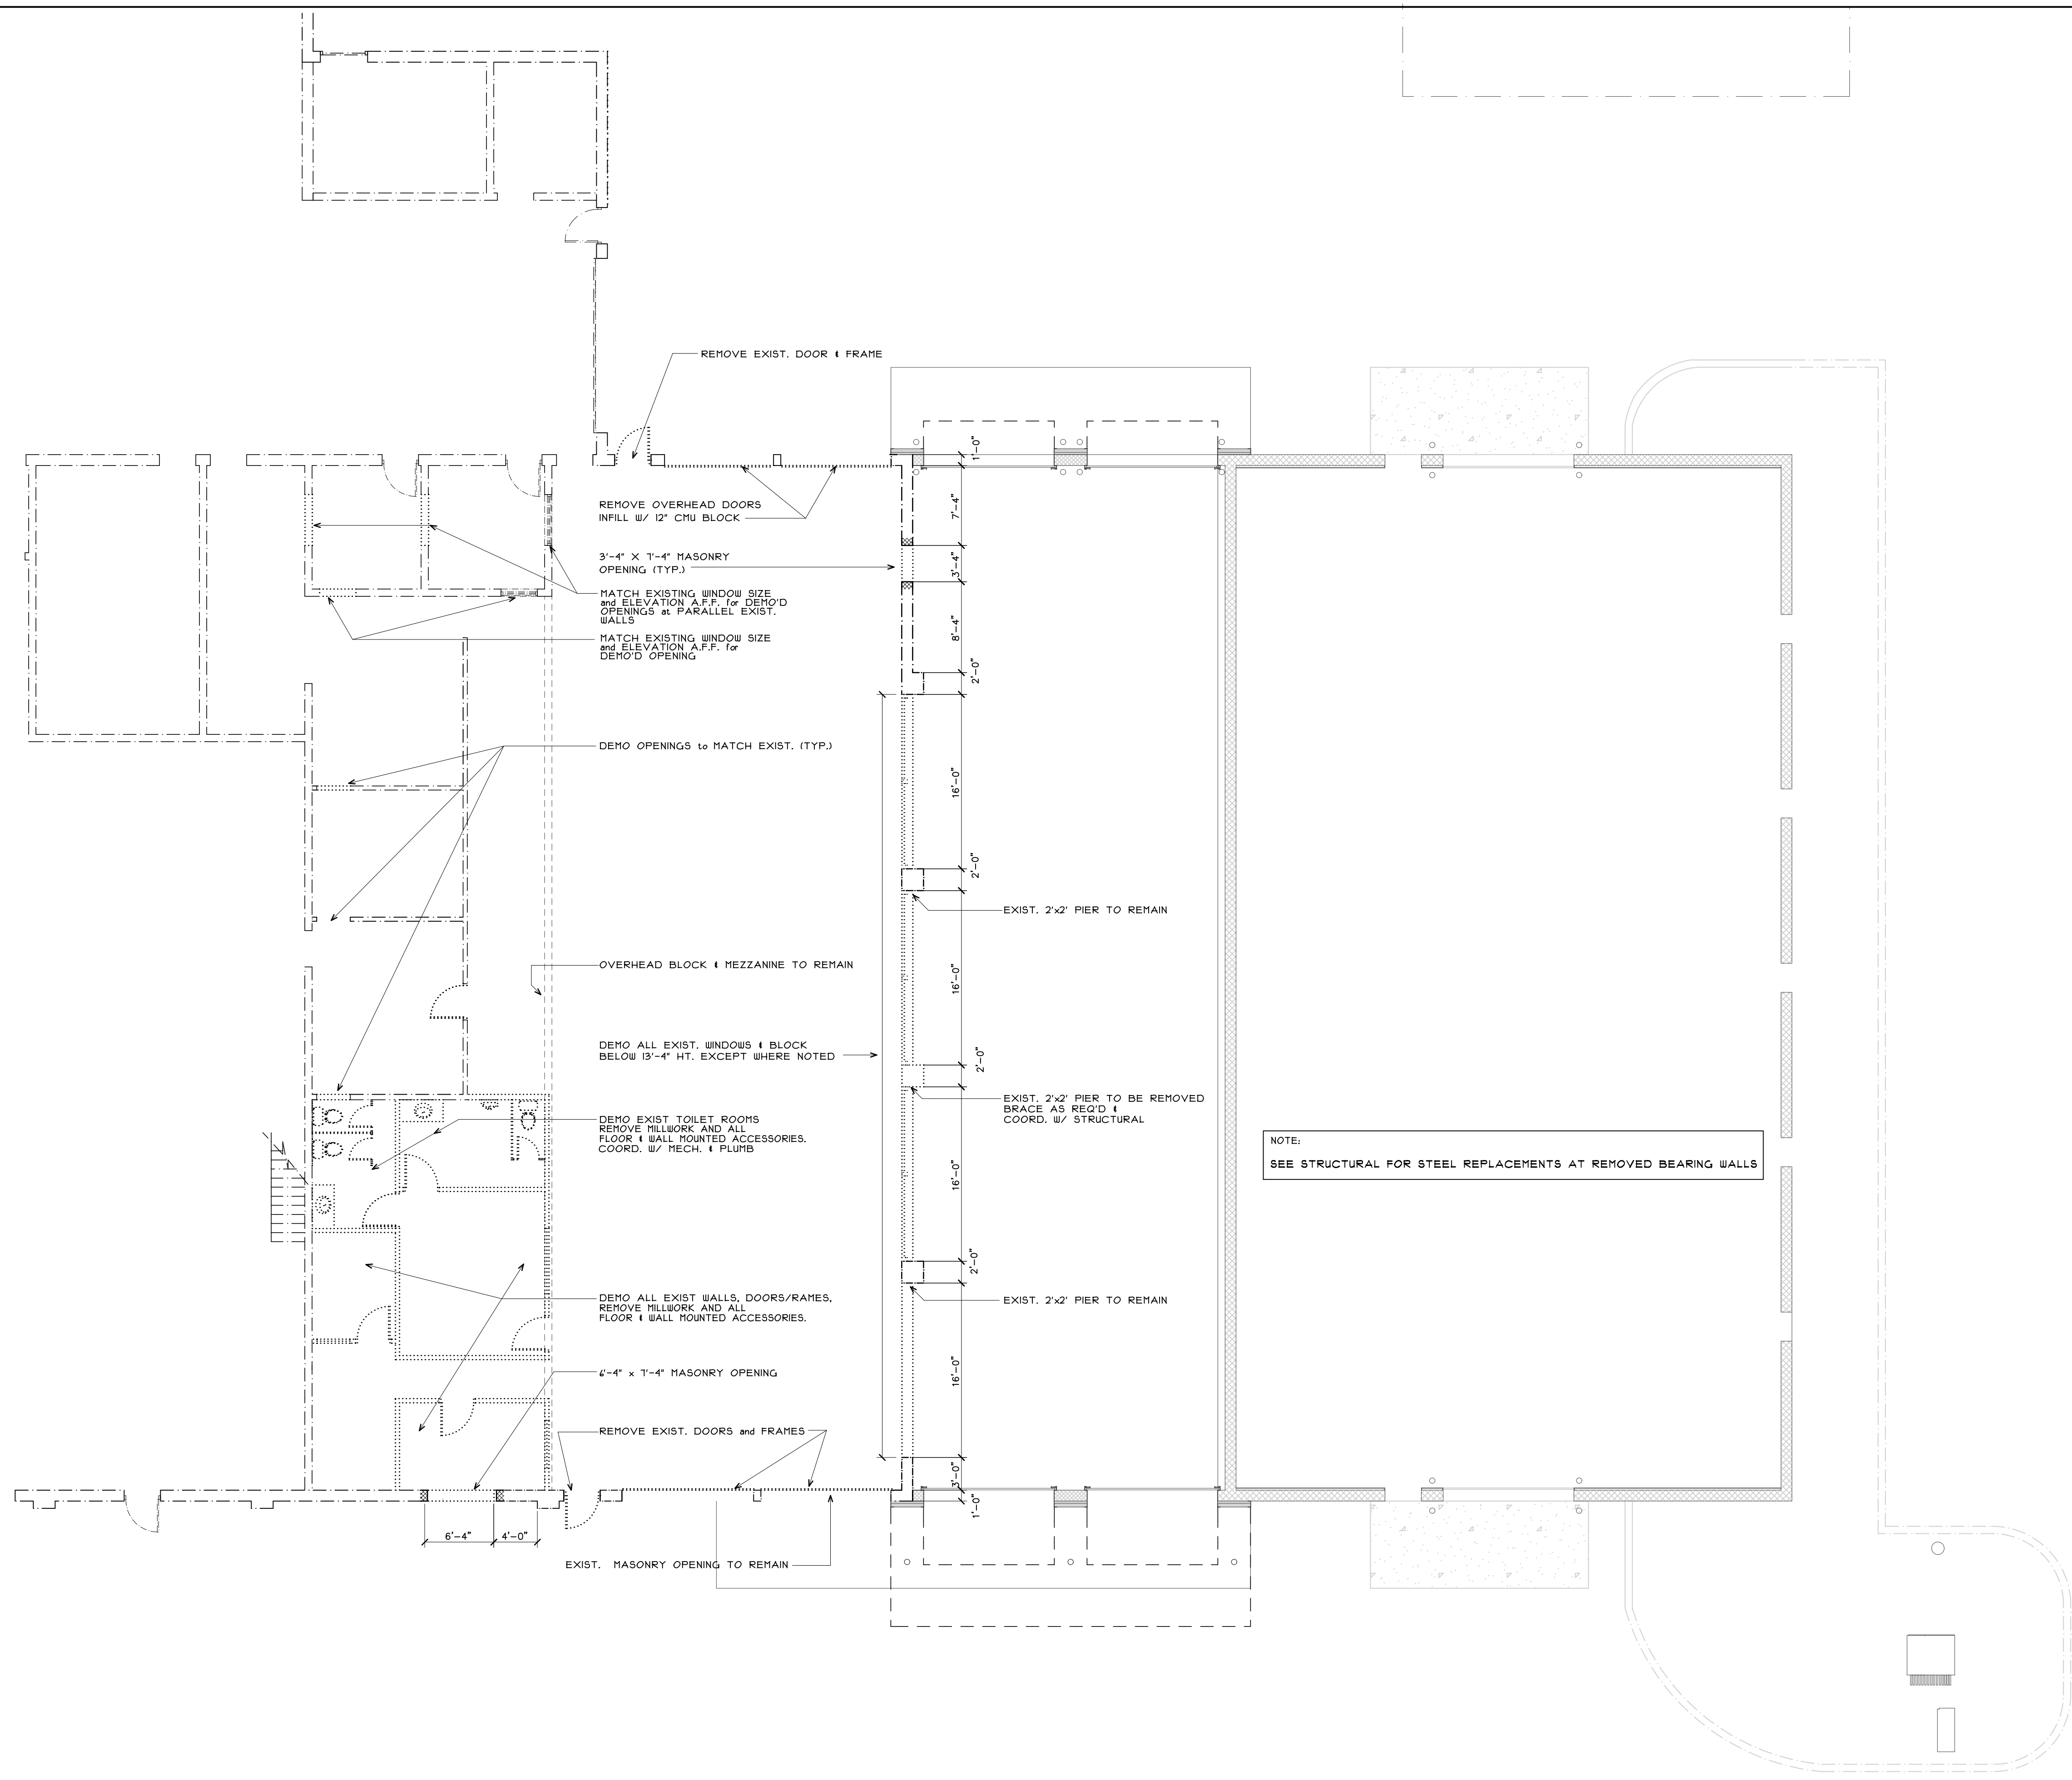 REMOVE EXIST. DOOR & FRAME
1'-0"
REMOVE OVERHEAD DOORS
INFILL W/ 12" CMU BLOCK
7'-4"
3'-4" X 7'-4" MASONRY
OPENING (TYP.)
3'-4"
MATCH EXISTING WINDOW SIZE
and ELEVATION A.F.F. for DEMO'D
OPENINGS at PARALLEL EXIST.
WALLS
8'-4"
MATCH EXISTING WINDOW SIZE
and ELEVATION A.F.F. for
DEMO'D OPENING
2'-0"
DEMO OPENINGS to MATCH EXIST. (TYP.)
16'-0"
2'-0"
EXIST. 2'x2' PIER TO REMAIN
OVERHEAD BLOCK & MEZZANINE TO REMAIN
16'-0"
DEMO ALL EXIST. WINDOWS & BLOCK
BELOW 13'-4" HT. EXCEPT WHERE NOTED
2'-0"
EXIST. 2'x2' PIER TO BE REMOVED
BRACE AS REQ'D &
COORD. W/ STRUCTURAL
DEMO EXIST TOILET ROOMS
REMOVE MILLWORK AND ALL
FLOOR & WALL MOUNTED ACCESSORIES.
COORD. W/ MECH. & PLUMB
NOTE:
SEE STRUCTURAL FOR STEEL REPLACEMENTS AT REMOVED BEARING WALLS
16'-0"
2'-0"
DEMO ALL EXIST WALLS, DOORS/RAMES,
REMOVE MILLWORK AND ALL
FLOOR & WALL MOUNTED ACCESSORIES.
EXIST. 2'x2' PIER TO REMAIN
16'-0"
6'-4" x 7'-4" MASONRY OPENING
REMOVE EXIST. DOORS and FRAMES
3'-0"
1'-0"
6'-4"
4'-0"
EXIST. MASONRY OPENING TO REMAIN